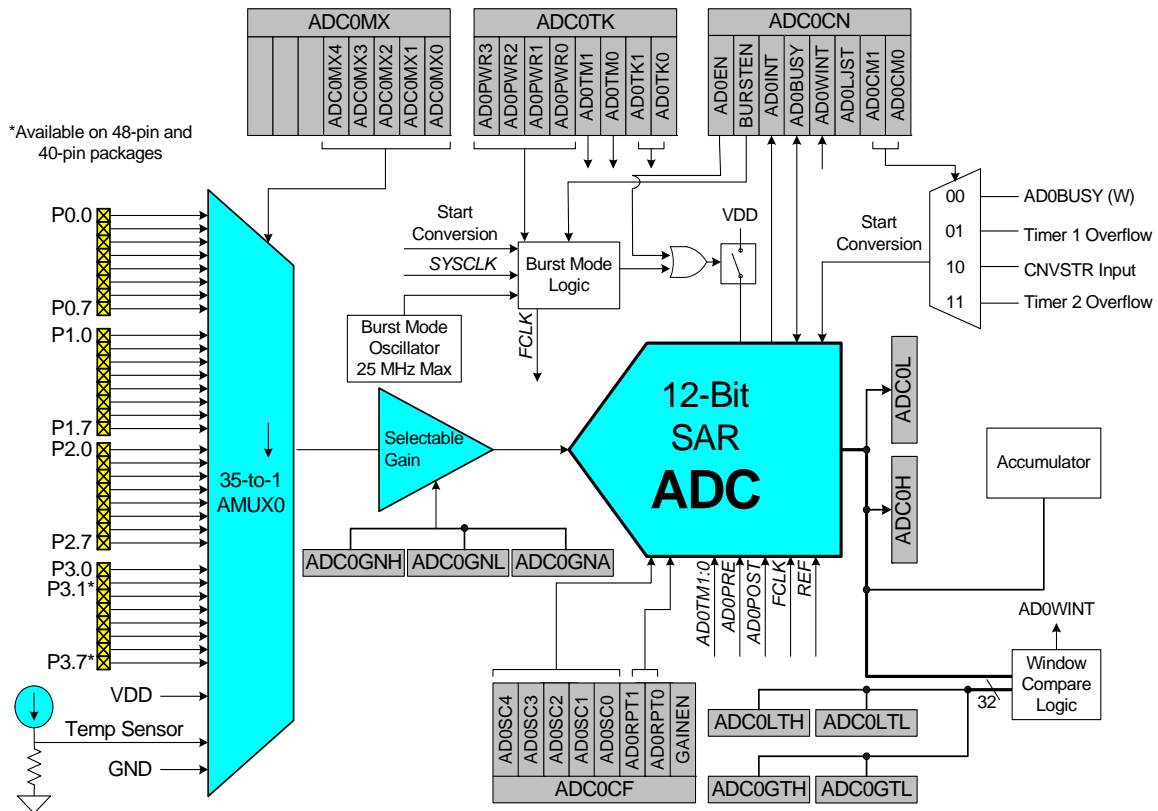 ADC0MX
ADC0MX4
ADC0MX3
ADC0MX2
ADC0MX1
ADC0MX0
ADC0TK
AD0PWR3
AD0PWR2
AD0PWR1
AD0PWR0
AD0TM1
AD0TM0
AD0TK1
AD0TK0
ADC0CN
AD0EN
BURSTEN
AD0INT
AD0BUSY
AD0WINT
AD0LJST
AD0CM1
AD0CM0
*Available on 48-pin and
40-pin packages
P0.0
P0.7
P1.0
P1.7
P2.0
P2.7
P3.0
P3.1*
P3.7*
VDD
Temp Sensor
GND
35-to-1
AMUX0
Start
Conversion
SYSCLK
Burst Mode
Logic
Burst Mode
Oscillator
25 MHz Max
FCLK
VDD
Start
Conversion
00
01
10
11
AD0BUSY (W)
Timer 1 Overflow
CNVSTR Input
Timer 2 Overflow
Selectable
Gain
12-Bit
SAR
ADC
ADC0L
ADC0H
Accumulator
ADC0GNH
ADC0GNL
ADC0GNA
AD0TM1:0
AD0PRE
AD0POST
FCLK
REF
AD0WINT
Window
Compare
Logic
32
AD0SC4
AD0SC3
AD0SC2
AD0SC1
AD0SC0
AD0RPT1
AD0RPT0
GAINEN
ADC0CF
ADC0LTH
ADC0LTL
ADC0GTH
ADC0GTL